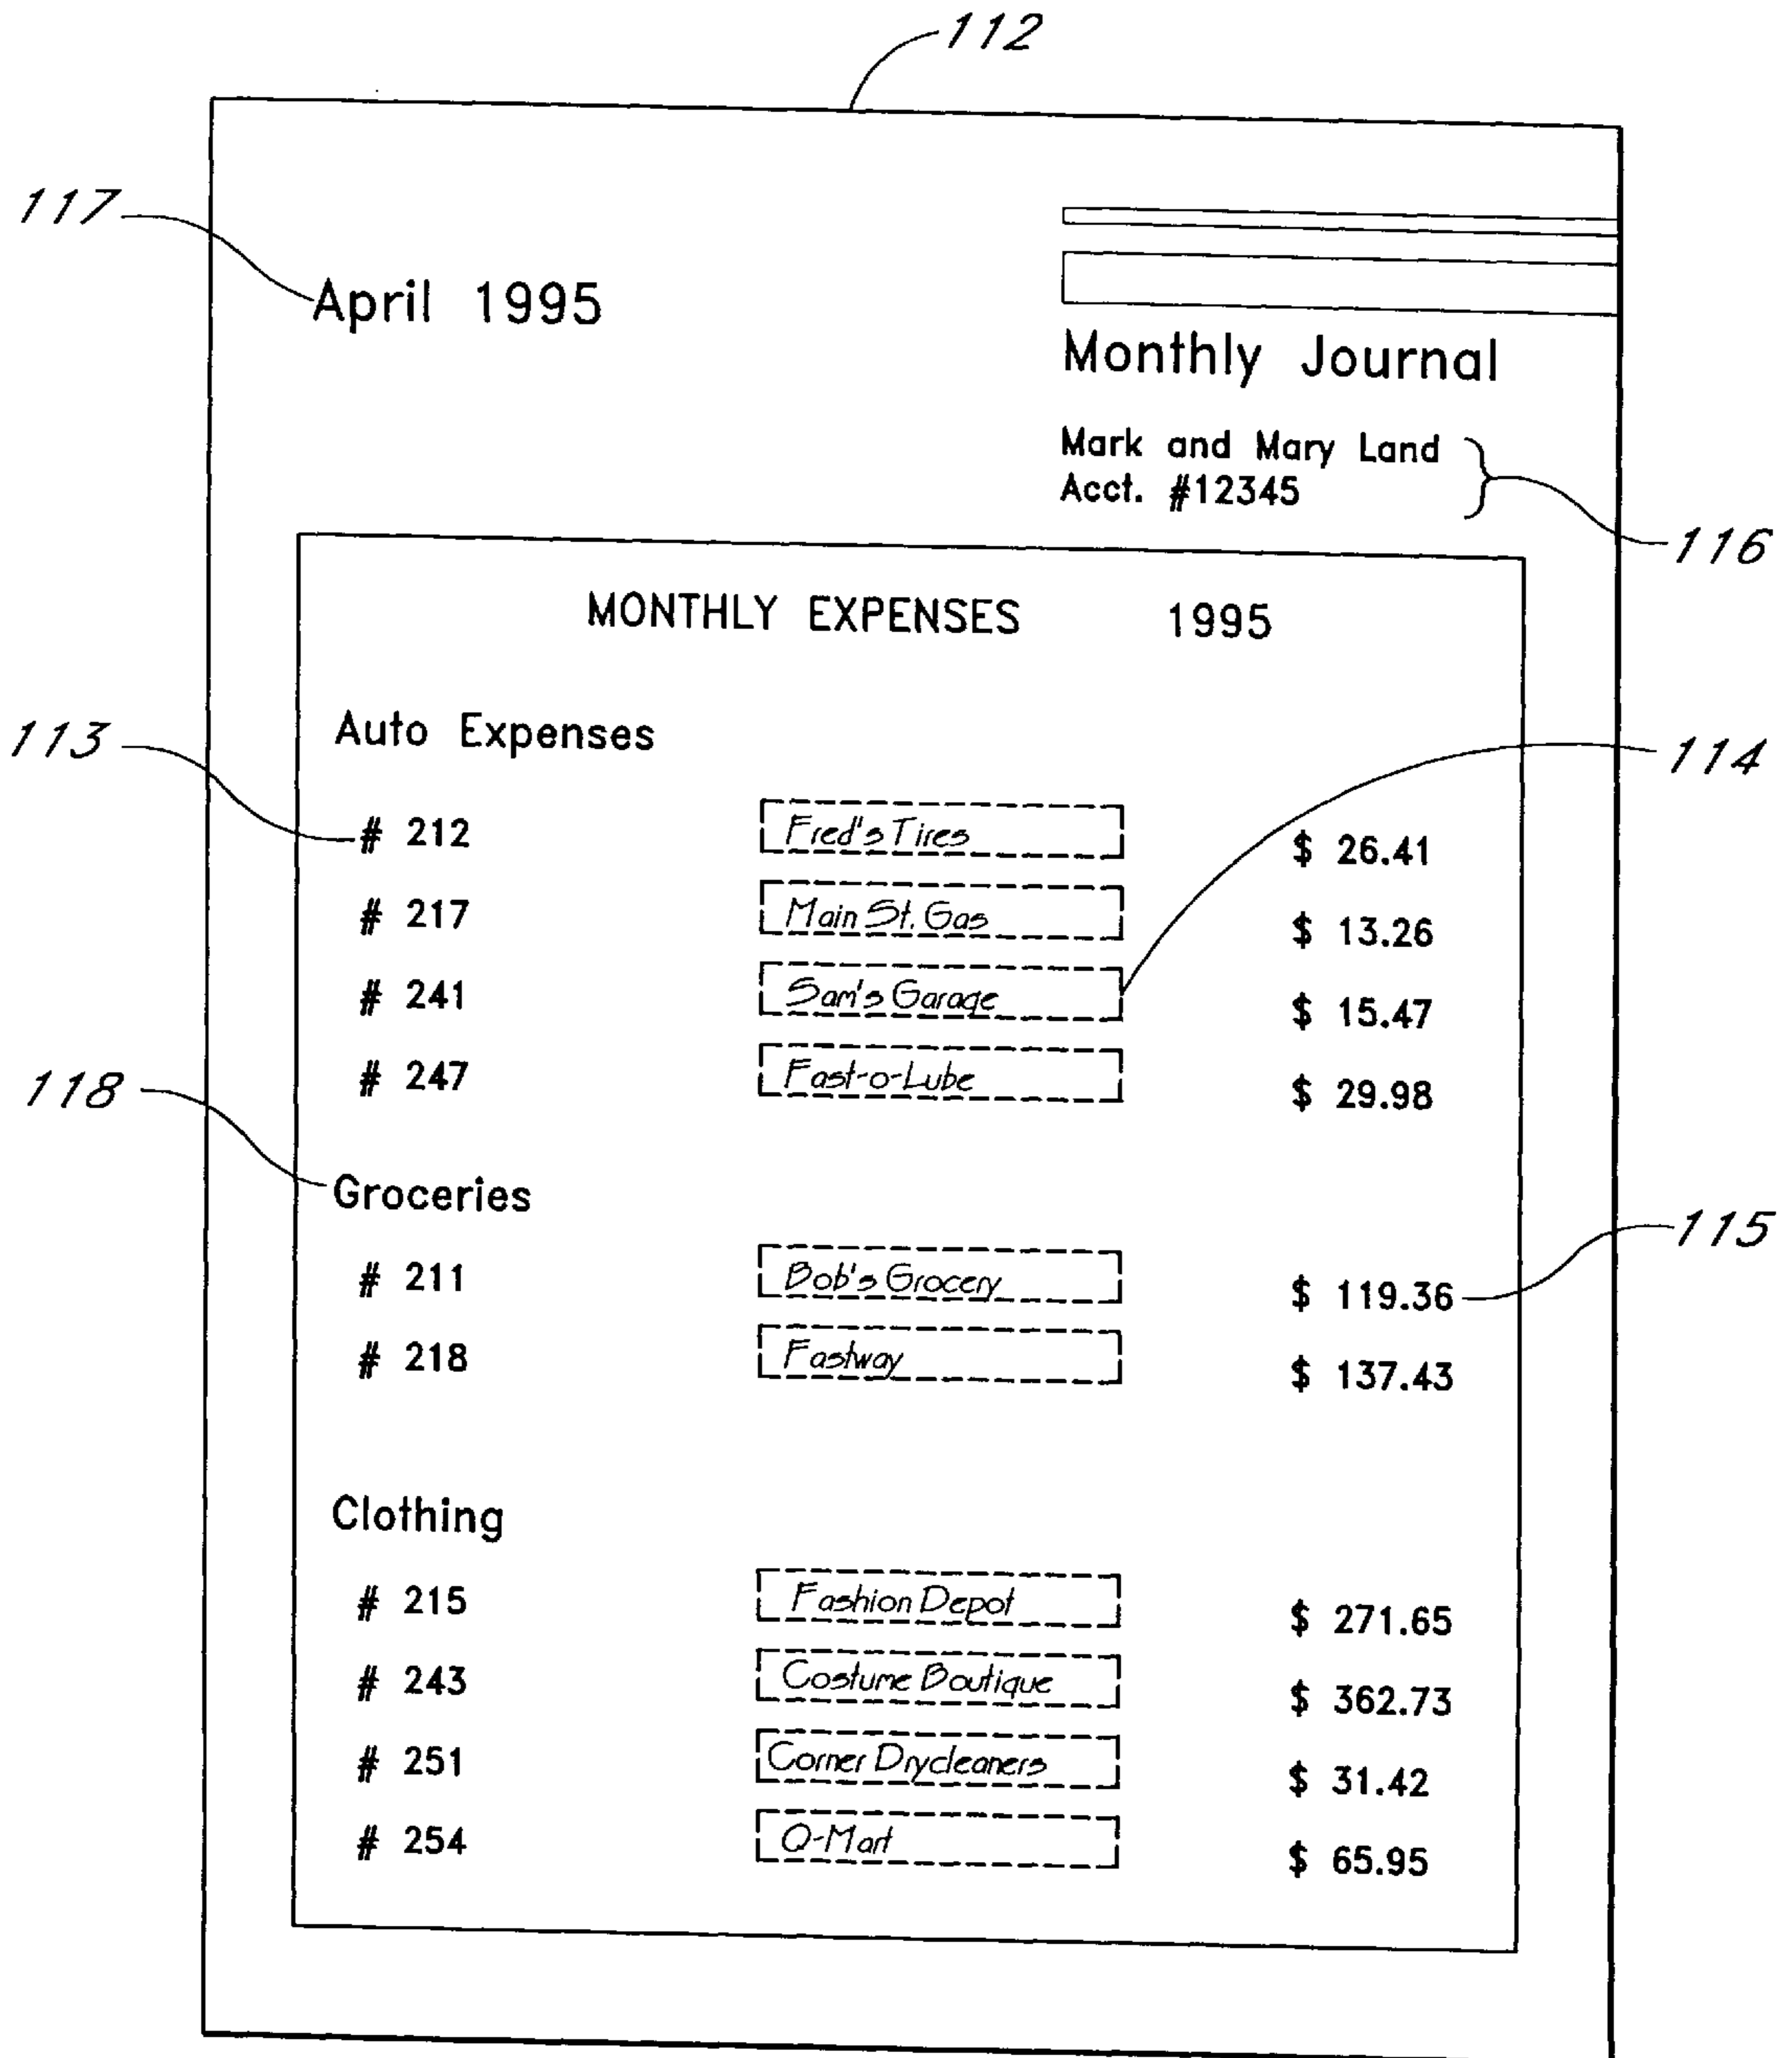 112
117
April 1995
Monthly Journal
Mark and Mary Land
Acct. #12345
116
MONTHLY EXPENSES 1995
Auto Expenses
113
114
# 212 Fred's Tires $ 26.41
# 217 Main St. Gas $ 13.26
# 241 Sam's Garage $ 15.47
# 247 Fast-o-Lube $ 29.98
118
Groceries
115
# 211 Bob's Grocery $ 119.36
# 218 Fastway $ 137.43
Clothing
# 215 Fashion Depot $ 271.65
# 243 Costume Boutique $ 362.73
# 251 Corner Drycleaners $ 31.42
# 254 Q-Mart $ 65.95